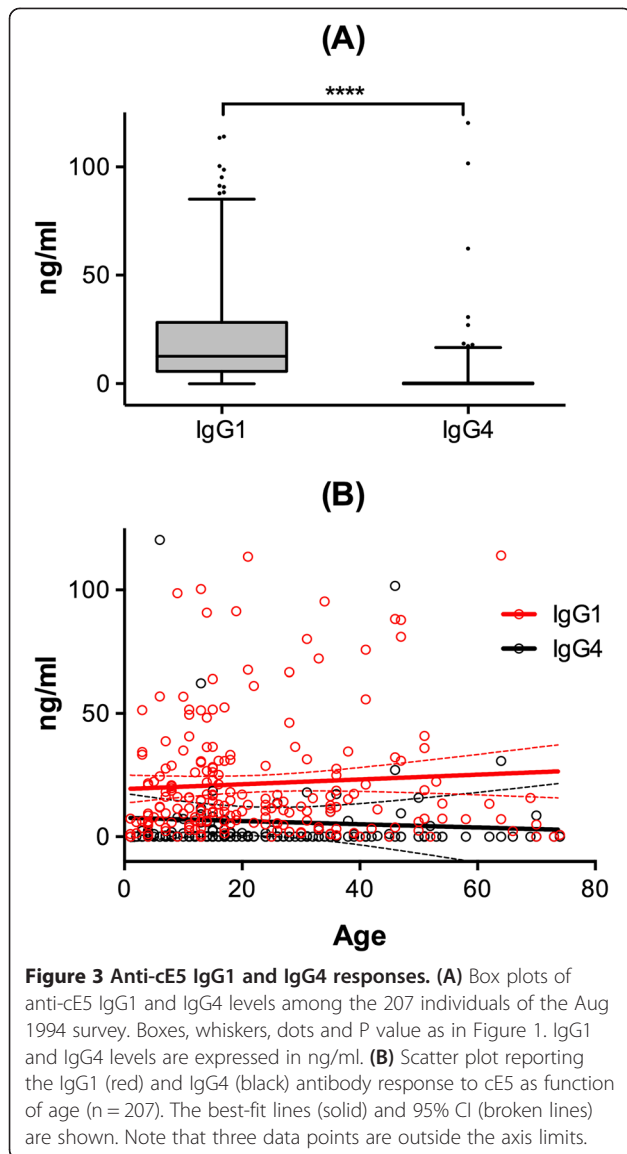 (A)
****
ng/ml
100
50
0
IgG1
IgG4
(B)
ng/ml
100
50
0
IgG1
IgG4
0
20
40
60
80
Age
Figure 3 Anti-cE5 IgG1 and IgG4 responses. (A) Box plots of
anti-cE5 IgG1 and IgG4 levels among the 207 individuals of the Aug
1994 survey. Boxes, whiskers, dots and P value as in Figure 1. IgG1
and IgG4 levels are expressed in ng/ml. (B) Scatter plot reporting
the IgG1 (red) and IgG4 (black) antibody response to cE5 as function
of age (n = 207). The best-fit lines (solid) and 95% CI (broken lines)
are shown. Note that three data points are outside the axis limits.